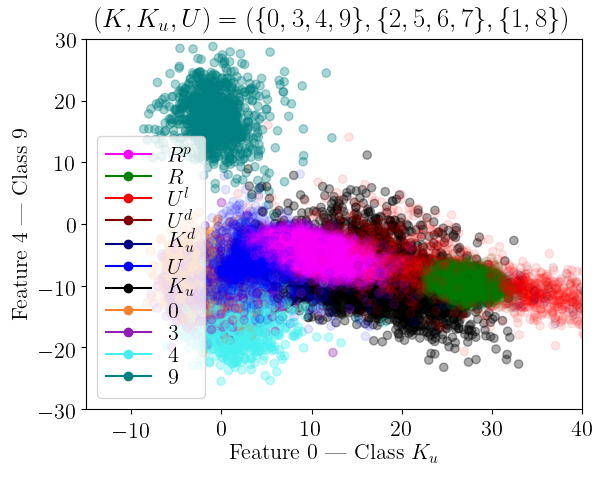 (K, K_u, U) = ({0, 3, 4, 9}, {2, 5, 6, 7}, {1, 8})
30
20
10
0
−10
−20
−30
Feature 4 — Class 9
R^p
R
U^l
U^d
K_u^d
U
K_u
0
3
4
9
−10 0 10 20 30 40
Feature 0 — Class K_u